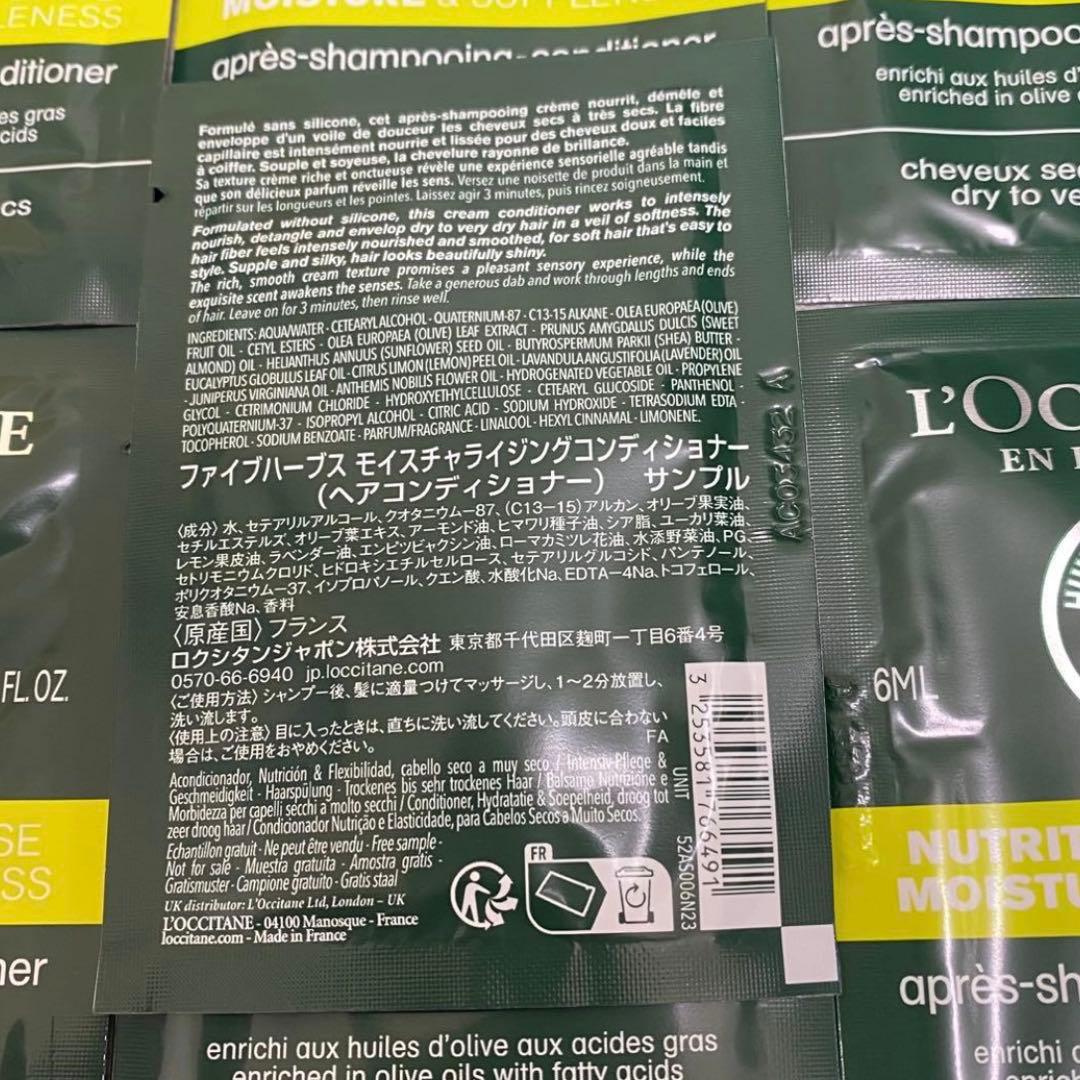 LENESS
MOISTURE & SUPPLENESS
ditioner
es gras
cids
cs
après-shampooing-conditioner
après-shampoo
enrichi aux huiles d'
enriched in olive
cheveux sec
dry to ve
Formulé sans silicone, cet après-shampooing crème nourrit, démêle et
enveloppe d'un voile de douceur les cheveux secs à très secs. La fibre
capillaire est intensément nourrie et lissée pour des cheveux doux et faciles
à coiffer. Souple et soyeuse, la chevelure rayonne de brillance.
Sa texture crème riche et onctueuse révèle une expérience sensorielle agréable tandis
que son délicieux parfum réveille les sens. Versez une noisette de produit dans la main et
répartir sur les longueurs et les pointes. Laissez agir 3 minutes, puis rincez soigneusement.
Formulated without silicone, this cream conditioner works to intensely
nourish, detangle and envelop dry to very dry hair in a veil of softness. The
hair fiber feels intensely nourished and smoothed, for soft hair that's easy to
style. Supple and silky, hair looks beautifully shiny.
The rich, smooth cream texture promises a pleasant sensory experience, while the
exquisite scent awakens the senses. Take a generous dab and work through lengths and ends
of hair. Leave on for 3 minutes, then rinse well.
INGREDIENTS: AQUA/WATER - CETEARYL ALCOHOL - QUATERNIUM-87 - C13-15 ALKANE - OLEA EUROPAEA (OLIVE)
FRUIT OIL - CETYL ESTERS - OLEA EUROPAEA (OLIVE) LEAF EXTRACT - PRUNUS AMYGDALUS DULCIS (SWEET
ALMOND) OIL - HELIANTHUS ANNUUS (SUNFLOWER) SEED OIL - BUTYROSPERMUM PARKII (SHEA) BUTTER -
EUCALYPTUS GLOBULUS LEAF OIL - CITRUS LIMON (LEMON) PEEL OIL - LAVANDULA ANGUSTIFOLIA (LAVENDER) OIL
- JUNIPERUS VIRGINIANA OIL - ANTHEMIS NOBILIS FLOWER OIL - HYDROGENATED VEGETABLE OIL - PROPYLENE
GLYCOL - CETRIMONIUM CHLORIDE - HYDROXYETHYLCELLULOSE - CETEARYL GLUCOSIDE - PANTHENOL -
POLYQUATERNIUM-37 - ISOPROPYL ALCOHOL - CITRIC ACID - SODIUM HYDROXIDE - TETRASODIUM EDTA -
TOCOPHEROL - SODIUM BENZOATE - PARFUM/FRAGRANCE - LINALOOL - HEXYL CINNAMAL - LIMONENE.
ファイブハーブス モイスチャライジングコンディショナー
(ヘアコンディショナー) サンプル
〈成分〉水、セテアリルアルコール、クオタニウム-87、(C13-15)アルカン、オリーブ果実油、
セチルエステルズ、オリーブ葉エキス、アーモンド油、ヒマワリ種子油、シア脂、ユーカリ葉油、
レモン果皮油、ラベンダー油、エンピツビャクシン油、ローマカミツレ花油、水添野菜油、PG、
セトリモニウムクロリド、ヒドロキシエチルセルロース、セテアリルグルコシド、パンテノール、
ポリクオタニウム-37、イソプロパノール、クエン酸、水酸化Na、EDTA-4Na、トコフェロール、
安息香酸Na、香料
〈原産国〉フランス
ロクシタンジャポン株式会社 東京都千代田区麹町一丁目6番4号
0570-66-6940 jp.loccitane.com
〈ご使用方法〉シャンプー後、髪に適量つけてマッサージし、1〜2分放置し、
洗い流します。
〈使用上の注意〉目に入ったときは、直ちに洗い流してください。頭皮に合わない
場合は、ご使用をおやめください。
FA
Acondicionador, Nutrición & Flexibilidad, cabello seco a muy seco / Intensiv-Pflege &
Geschmeidigkeit - Haarspülung - Trockenes bis sehr trockenes Haar / Balsamo Nutrizione e
Morbidezza per capelli secchi a molto secchi / Conditioner, Hydratatie & Soepelheid, droog tot
zeer droog haar / Condicionador Nutrição e Elasticidade, para Cabelos Secos a Muito Secos.
Echantillon gratuit - Ne peut être vendu - Free sample -
Not for sale - Muestra gratuita - Amostra grátis -
Gratismuster - Campione gratuito - Gratis staal
UK distributor: L'Occitane Ltd, London - UK
L'OCCITANE - 04100 Manosque - France
loccitane.com - Made in France
FR
3 253581 766491
UNIT
52AS006N23
AC03452 A
E
FL.OZ.
SE
SS
ner
L'OC
EN
6ML
NUTRIT
MOISTU
après-sh
enrichi
enrichi aux huiles d'olive aux acides gras
enriched in olive oils with fatty acids